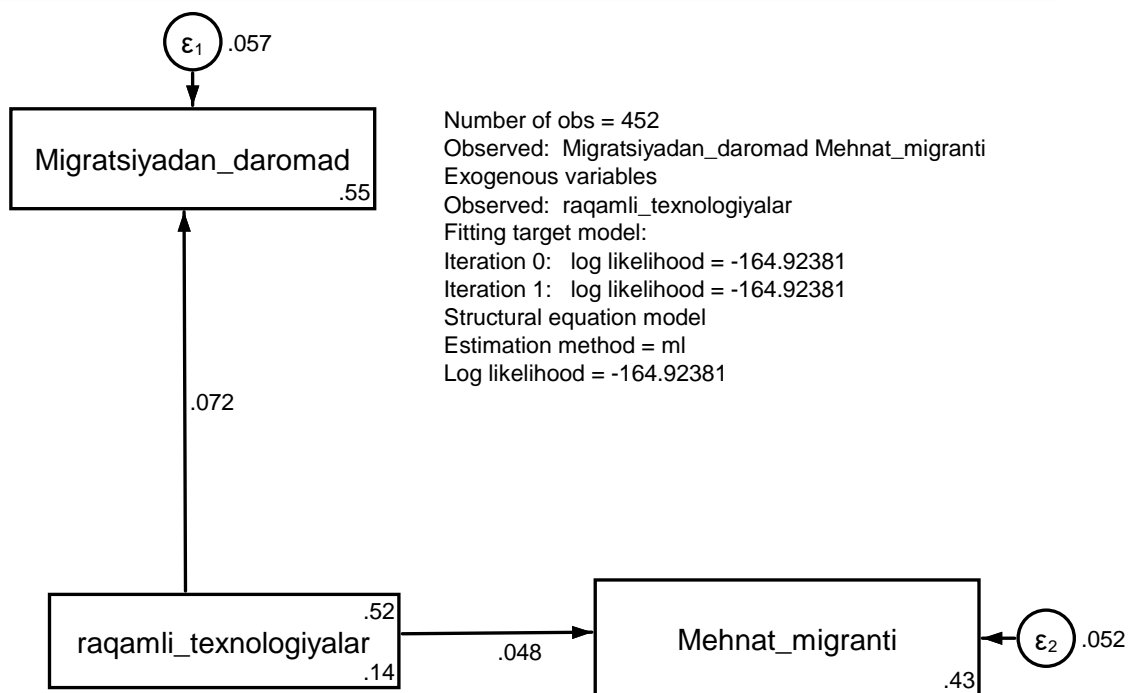 ε₁ .057
Migratsiyadan_daromad
.55
Number of obs = 452
Observed: Migratsiyadan_daromad Mehnat_migranti
Exogenous variables
Observed: raqamli_texnologiyalar
Fitting target model:
Iteration 0: log likelihood = -164.92381
Iteration 1: log likelihood = -164.92381
Structural equation model
Estimation method = ml
Log likelihood = -164.92381
.072
.52
raqamli_texnologiyalar
.14
.048
Mehnat_migranti
.43
ε₂ .052